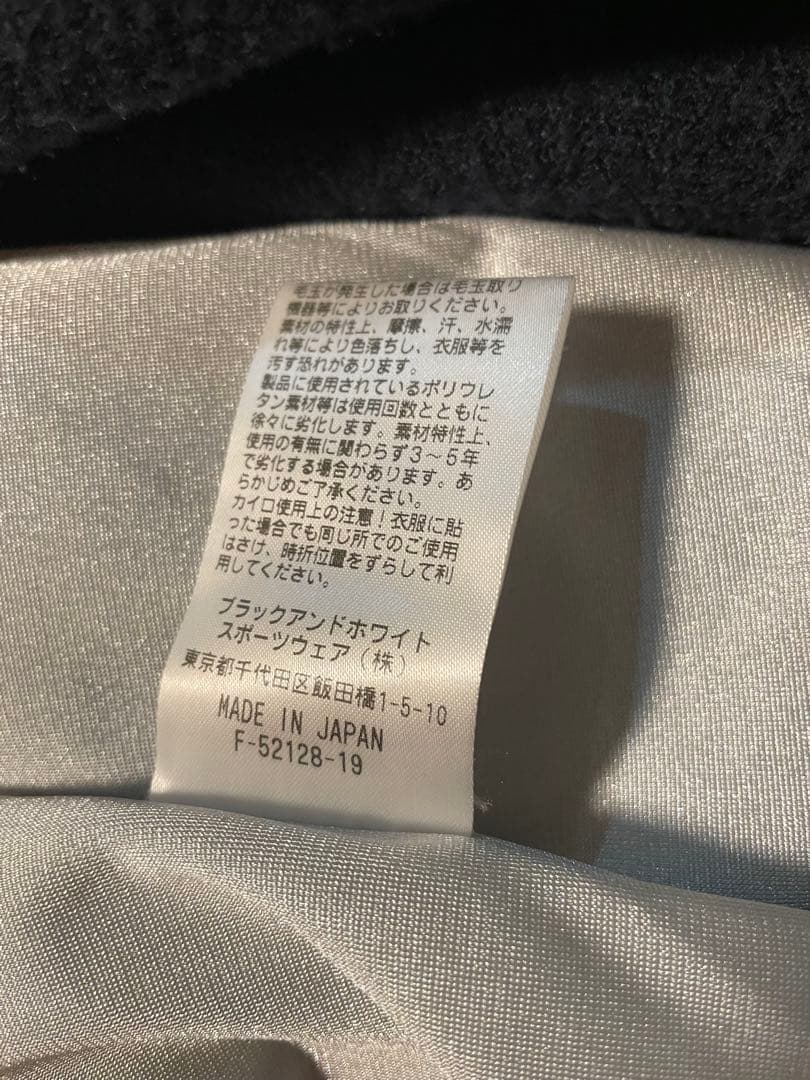 毛玉が発生した場合は毛玉取り
機器等によりお取りください。
素材の特性上、摩擦、汗、水濡
れ等により色落ちし、衣服等を
汚す恐れがあります。
製品に使用されているポリウレ
タン素材等は使用回数とともに
徐々に劣化します。素材特性上、
使用の有無に関わらず3～5年
で劣化する場合があります。あ
らかじめご了承ください。
カイロ使用上の注意！衣服に貼
った場合でも同じ所でのご使用
はさけ、時折位置をずらして利
用してください。
ブラックアンドホワイト
スポーツウェア(株)
東京都千代田区飯田橋1-5-10
MADE IN JAPAN
F-52128-19